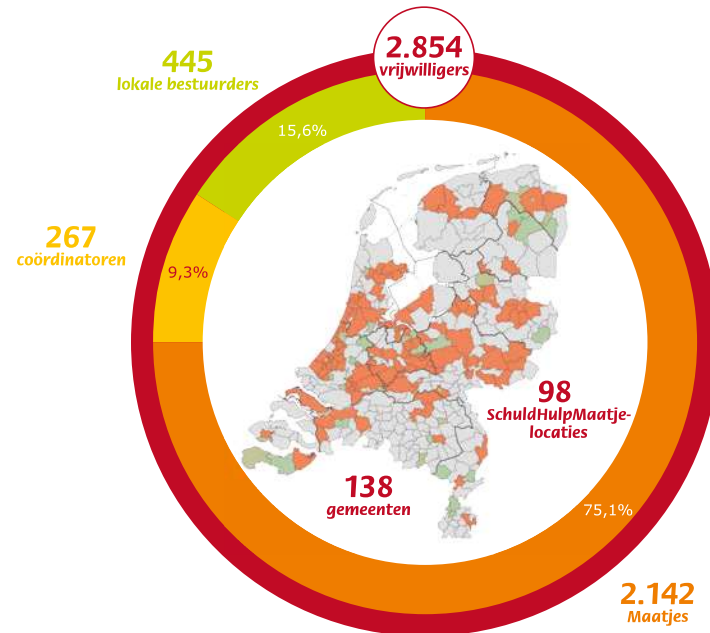 2.854
vrijwilligers
445
lokale bestuurders
15,6%
267
coördinatoren
9,3%
98
SchuldHulpMaatje-
locaties
138
gemeenten
75,1%
2.142
Maatjes